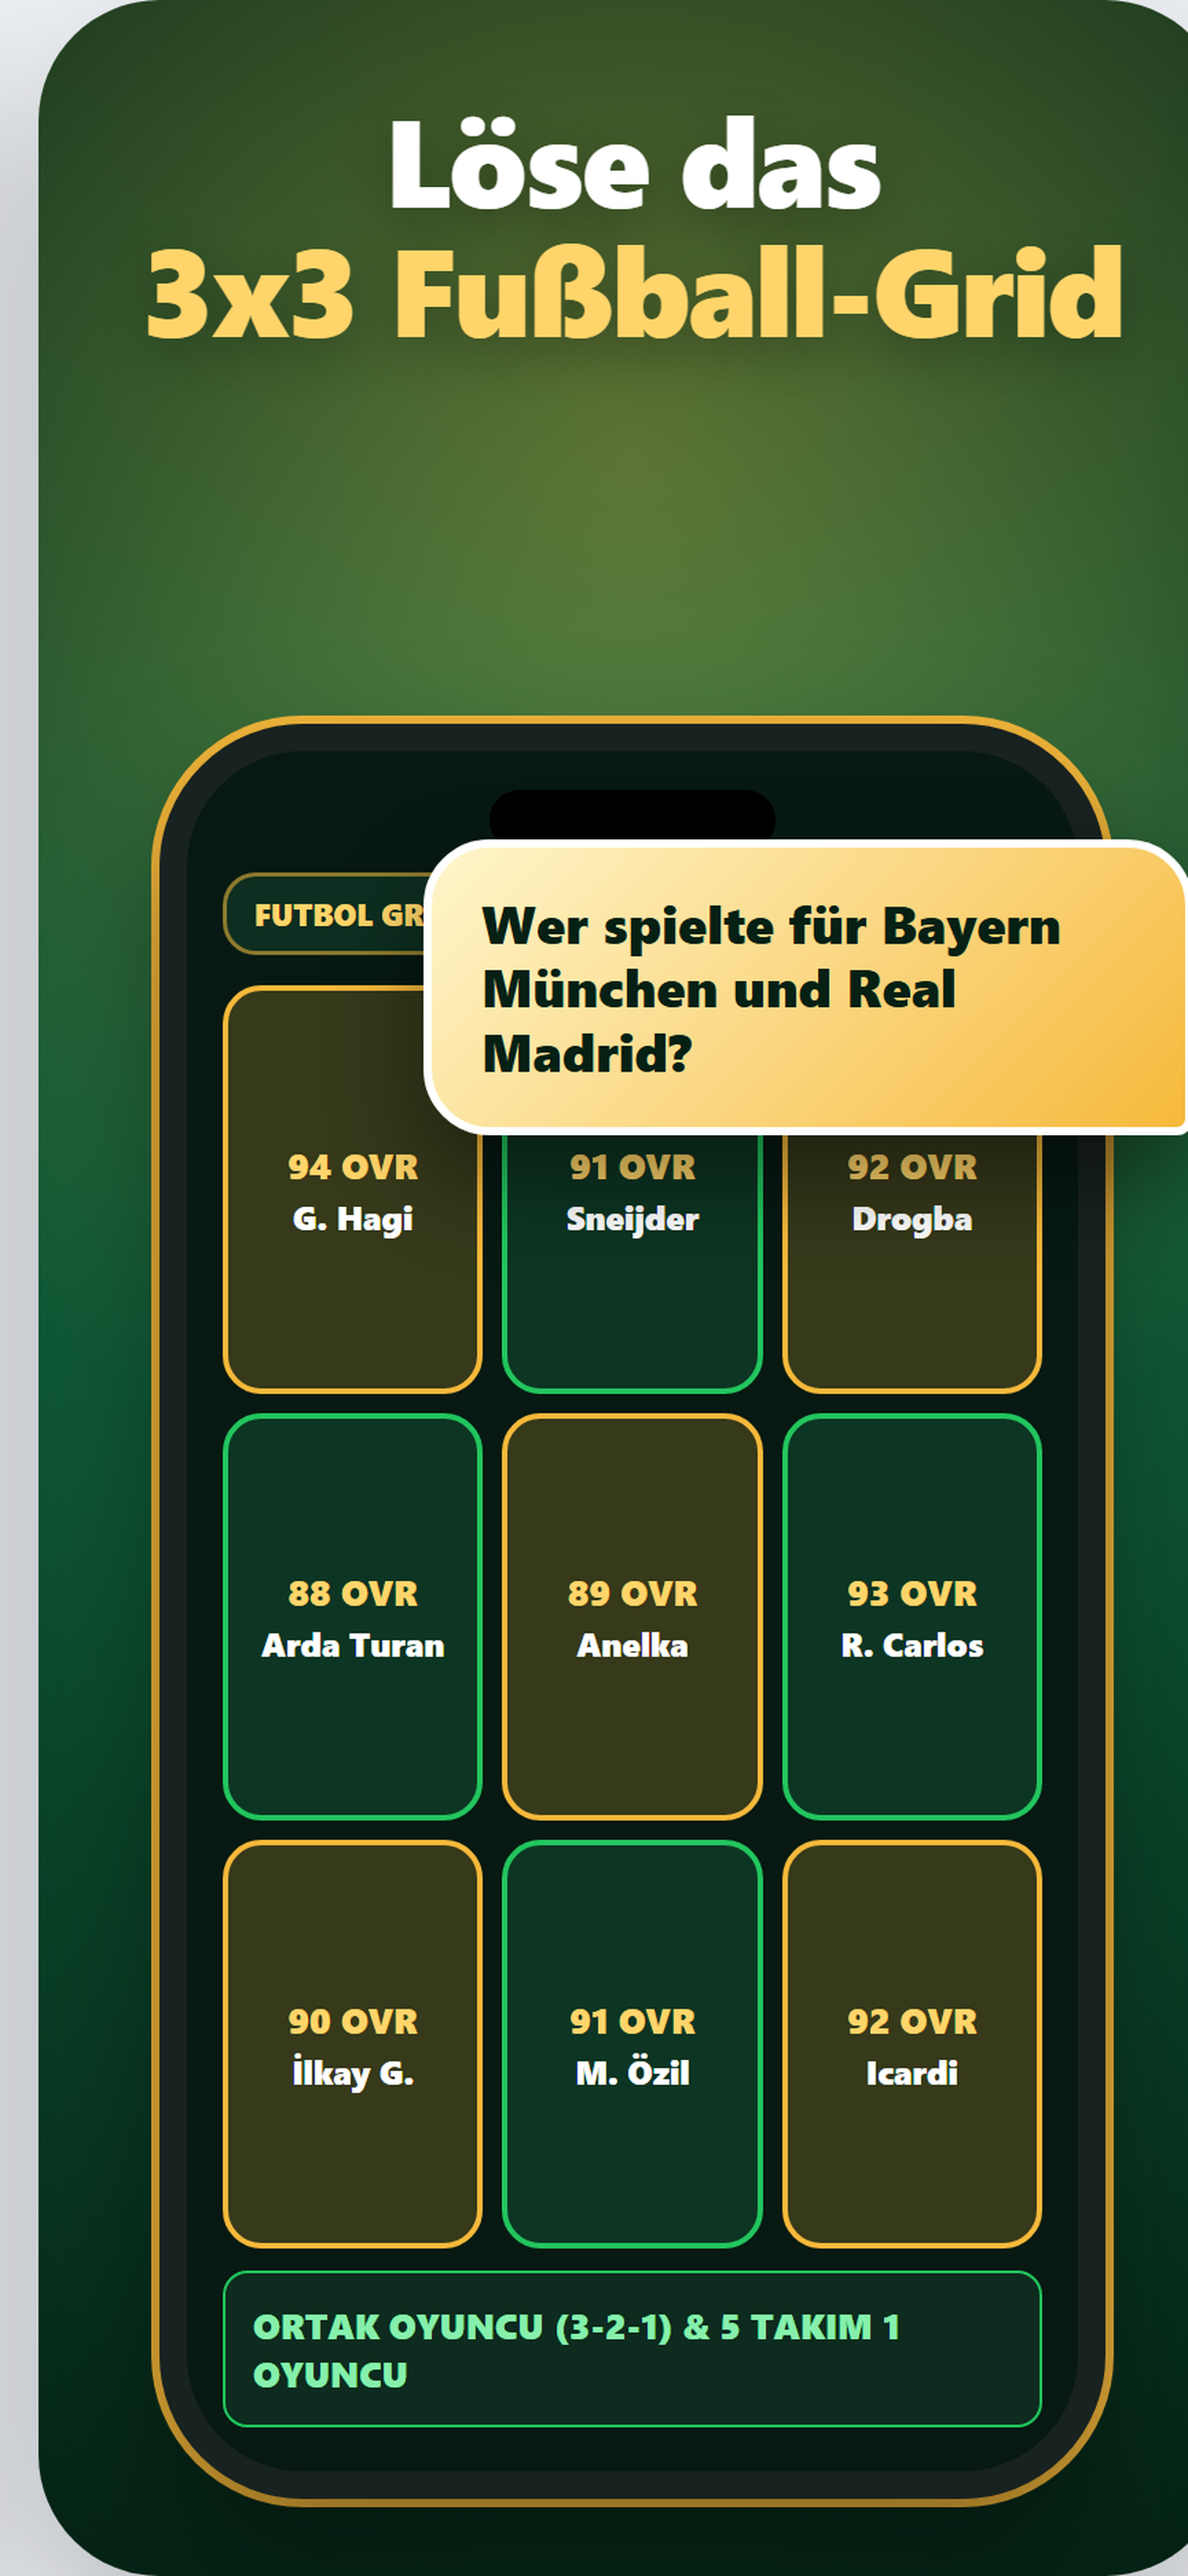 Löse das
3x3 Fußball-Grid
FUTBOL GR
Wer spielte für Bayern
München und Real
Madrid?
94 OVR
G. Hagi
91 OVR
Sneijder
92 OVR
Drogba
88 OVR
Arda Turan
89 OVR
Anelka
93 OVR
R. Carlos
90 OVR
İlkay G.
91 OVR
M. Özil
92 OVR
Icardi
ORTAK OYUNCU (3-2-1) & 5 TAKIM 1
OYUNCU